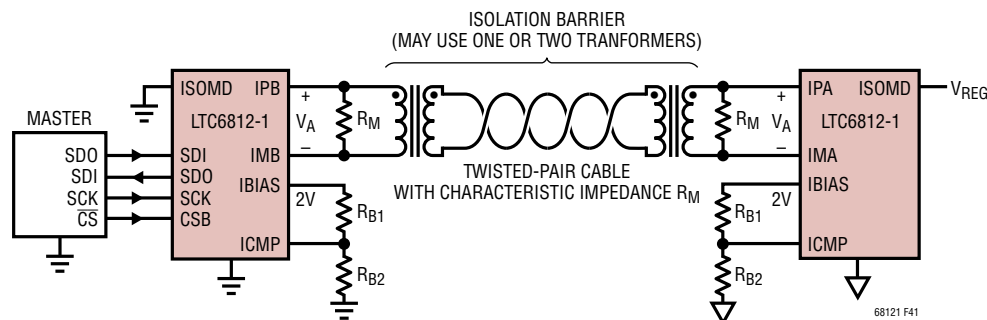 ISOLATION BARRIER
(MAY USE ONE OR TWO TRANFORMERS)
ISOMD
IPB
LTC6812-1
IMB
SDI
SDO
SCK
CSB
IBIAS
ICMP
MASTER
SDO
SDI
SCK
CS
+
VA
–
RM
2V
RB1
RB2
TWISTED-PAIR CABLE
WITH CHARACTERISTIC IMPEDANCE RM
RM
+
VA
–
2V
RB1
RB2
IPA
ISOMD
LTC6812-1
IMA
IBIAS
ICMP
VREG
68121 F41